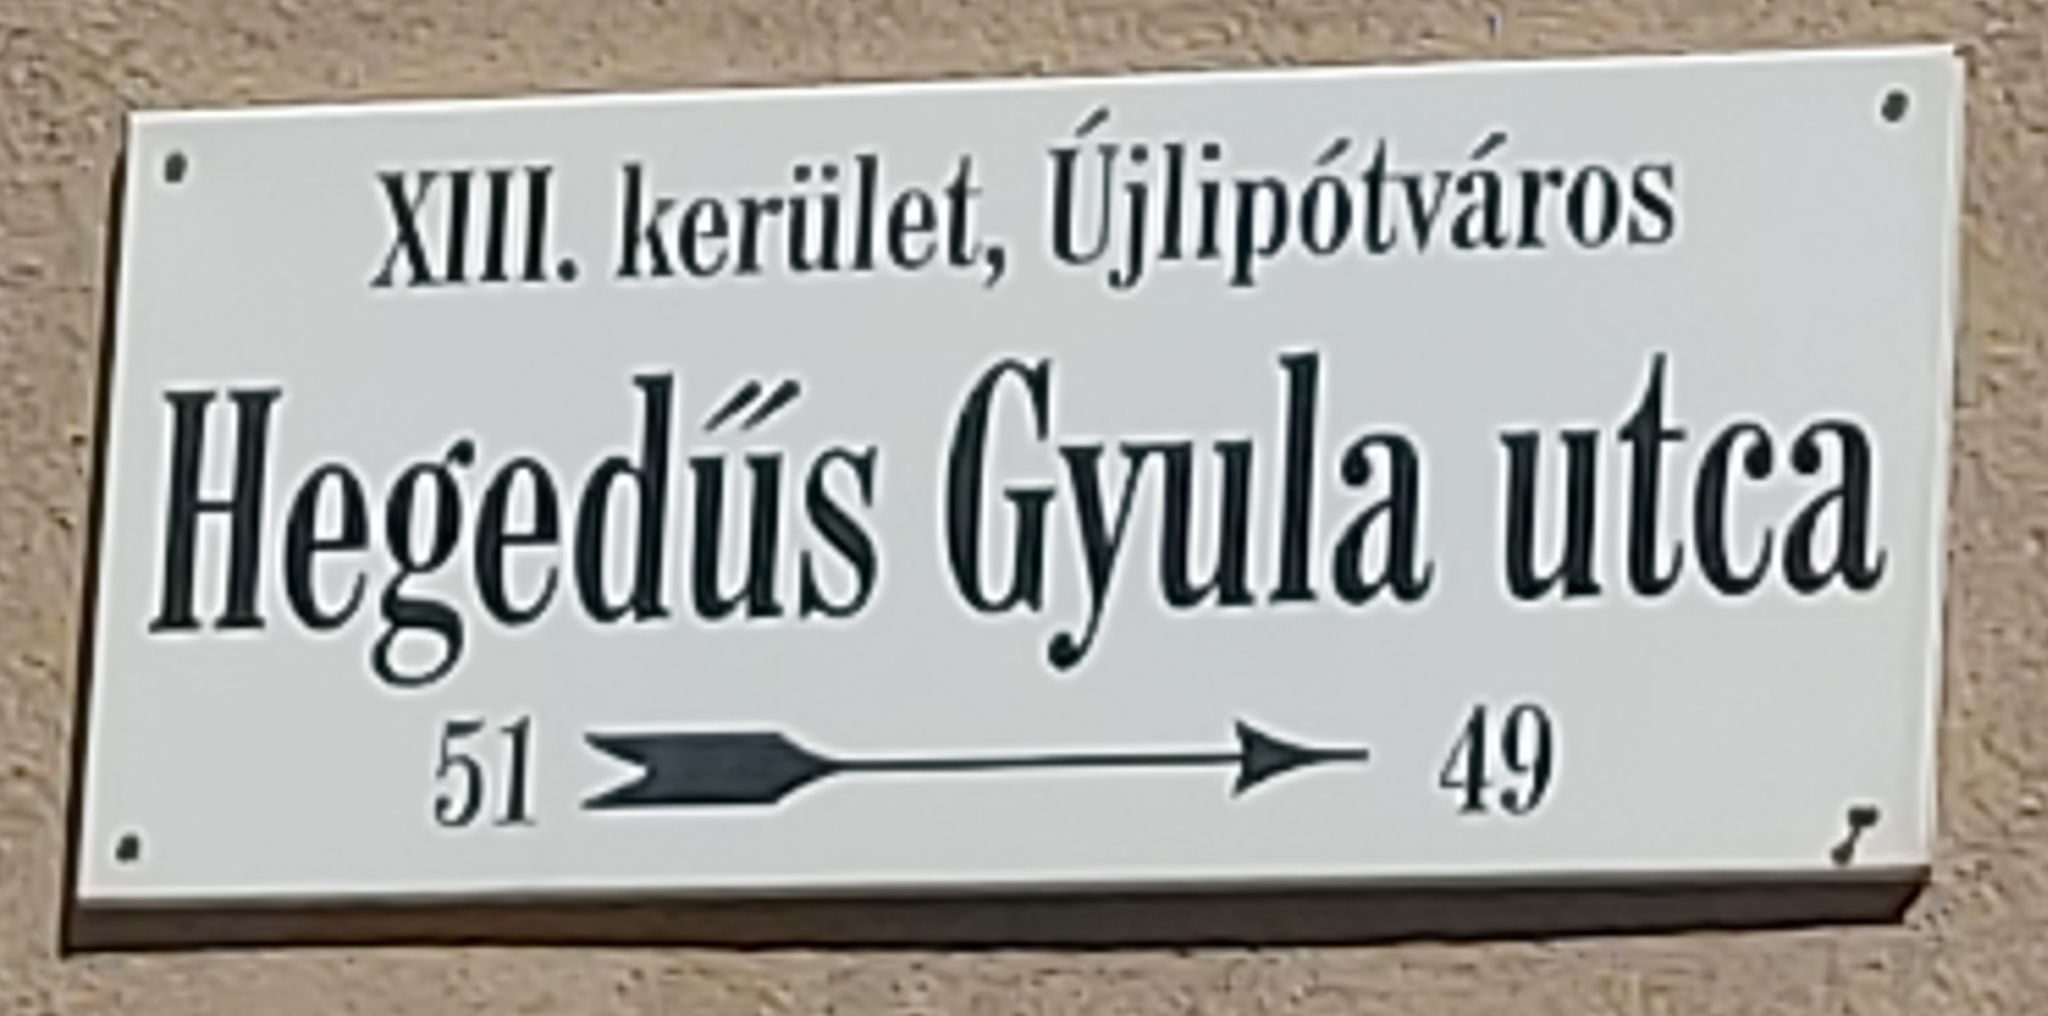 XIII. kerület, Újlipótváros
Hegedűs Gyula utca
51 49